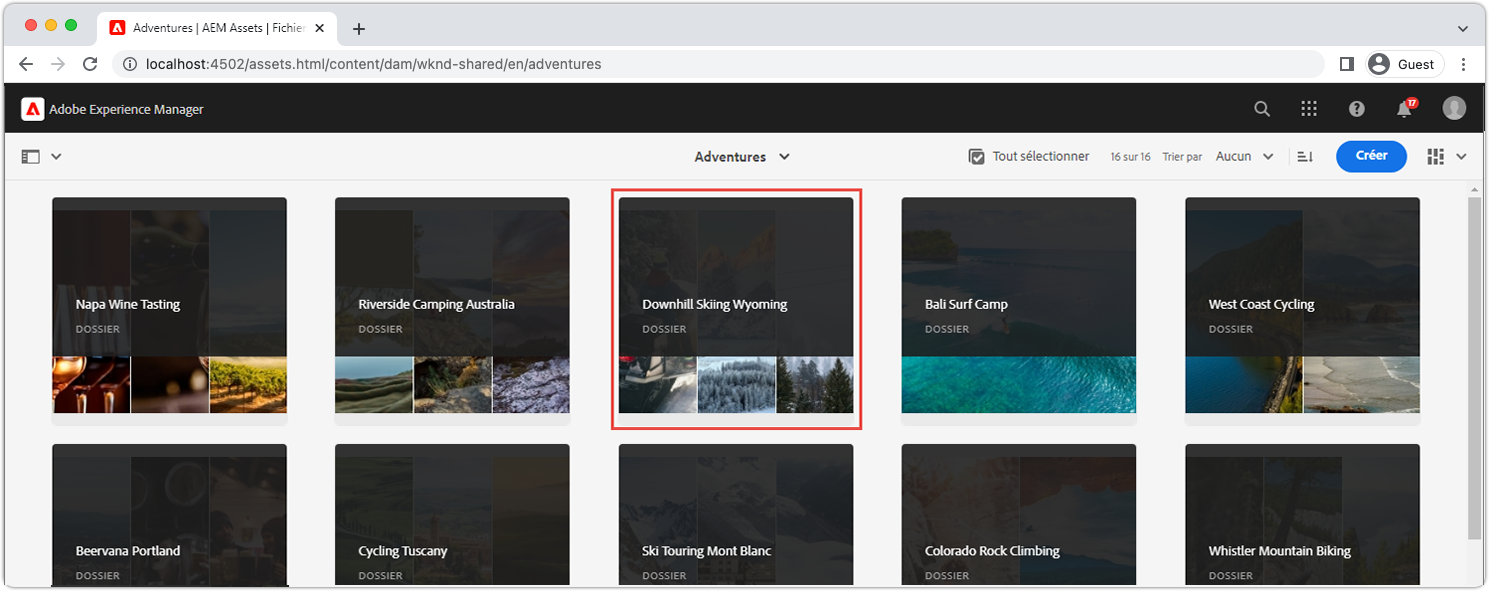 Adventures | AEM Assets | Fichier
localhost:4502/assets.html/content/dam/wknd-shared/en/adventures
Guest
Adobe Experience Manager
17
Adventures
Tout sélectionner
16 sur 16
Trier par
Aucun
Créer
Napa Wine Tasting
DOSSIER
Riverside Camping Australia
DOSSIER
Downhill Skiing Wyoming
DOSSIER
Bali Surf Camp
DOSSIER
West Coast Cycling
DOSSIER
Beervana Portland
DOSSIER
Cycling Tuscany
DOSSIER
Ski Touring Mont Blanc
DOSSIER
Colorado Rock Climbing
DOSSIER
Whistler Mountain Biking
DOSSIER